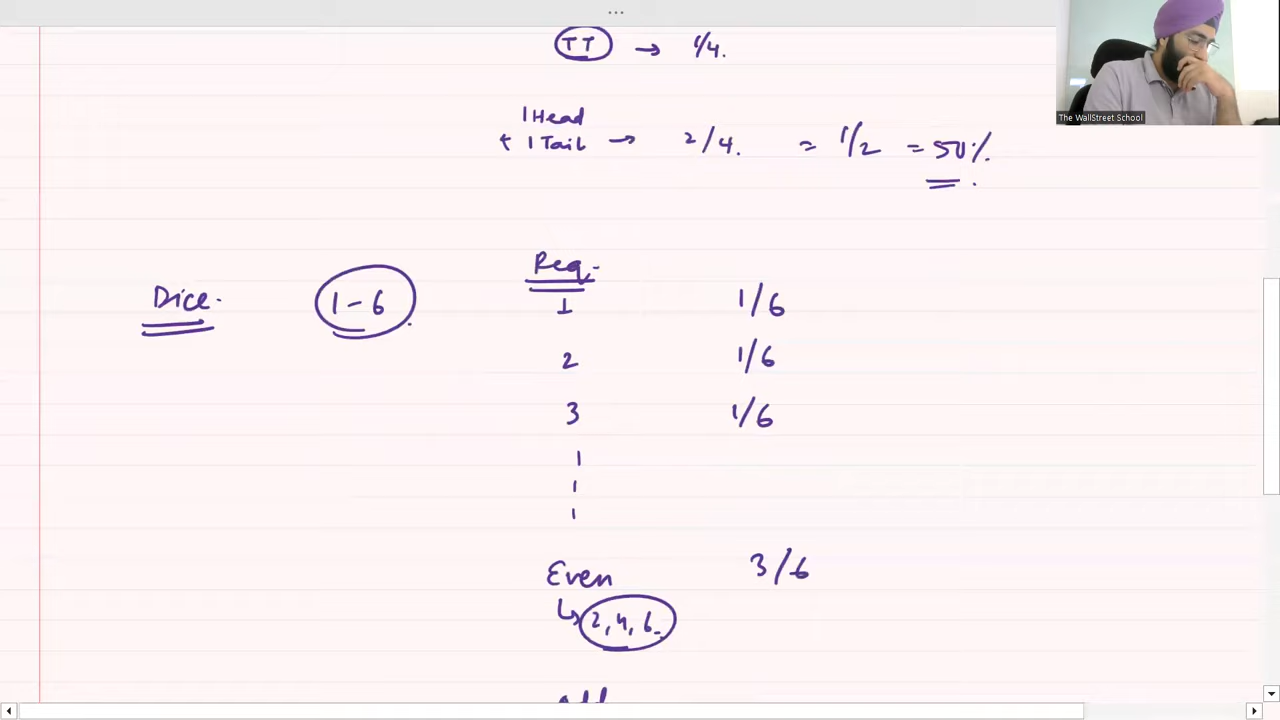 TT → 1/4.
The WallStreet School
1 Head
+ 1 Tail → 2/4. = 1/2 = 50%.
Req.
Dice. 1-6 1 1/6
2 1/6
3 1/6
Even 3/6
↳ 2, 4, 6.